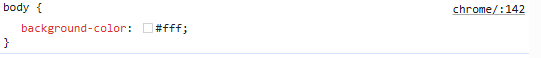 body { chrome/:142
background-color: #fff;
}